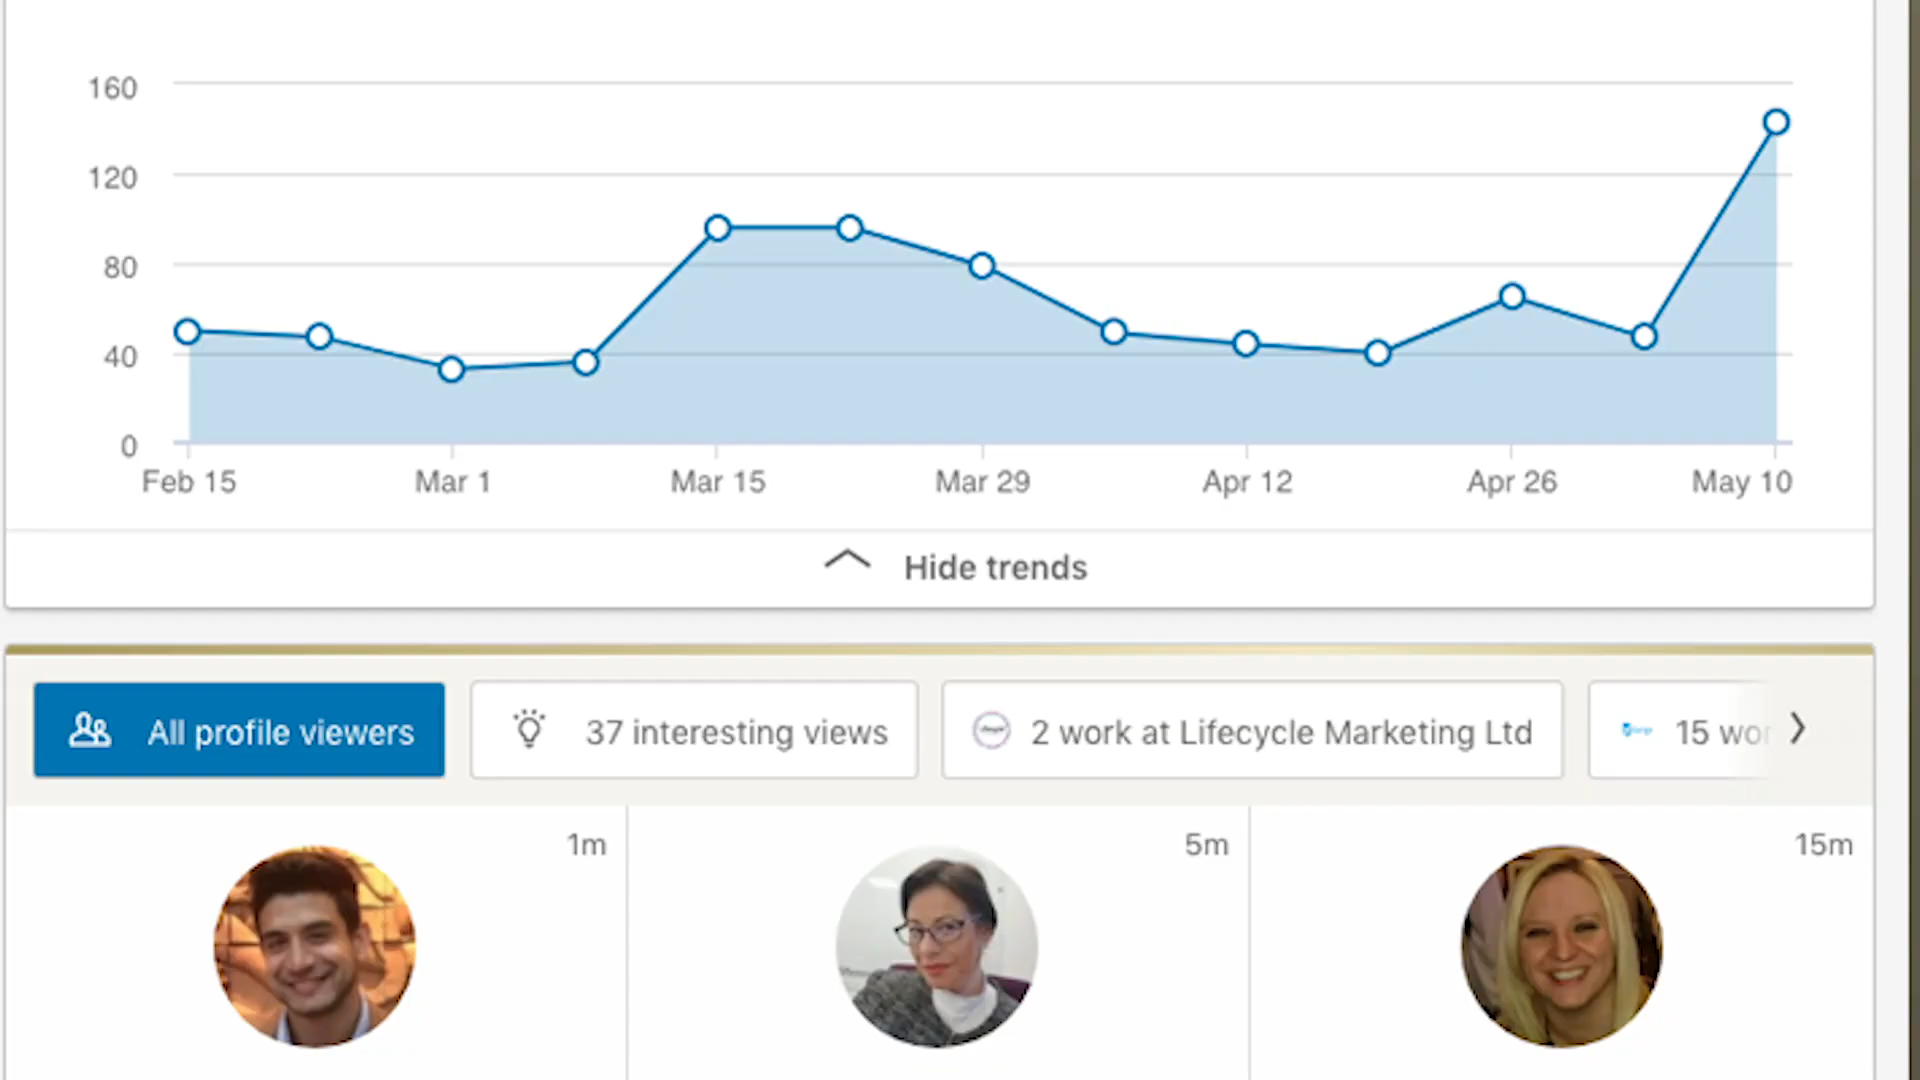 160
120
80
40
0
Feb 15 Mar 1 Mar 15 Mar 29 Apr 12 Apr 26 May 10
Hide trends
All profile viewers 37 interesting views 2 work at Lifecycle Marketing Ltd 15 wor
1m 5m 15m